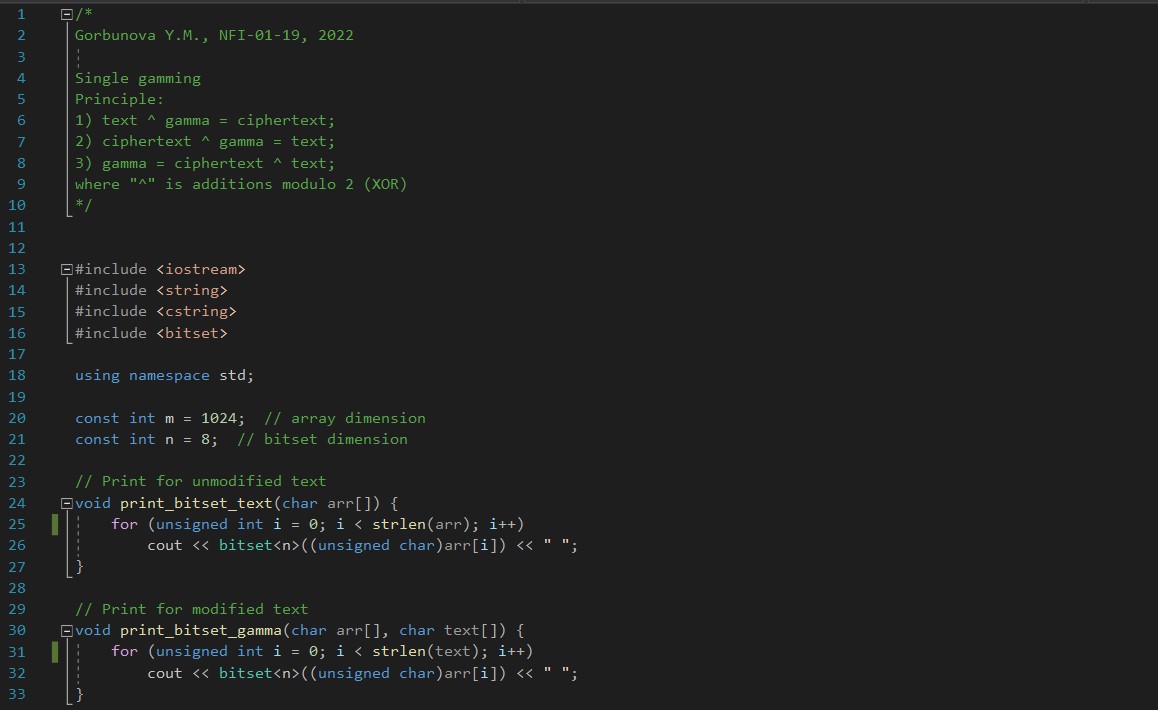 1 /*
2 Gorbunova Y.M., NFI-01-19, 2022
3
4 Single gamming
5 Principle:
6 1) text ^ gamma = ciphertext;
7 2) ciphertext ^ gamma = text;
8 3) gamma = ciphertext ^ text;
9 where "^" is additions modulo 2 (XOR)
10 */
11
12
13 #include <iostream>
14 #include <string>
15 #include <cstring>
16 #include <bitset>
17
18 using namespace std;
19
20 const int m = 1024;  // array dimension
21 const int n = 8;  // bitset dimension
22
23 // Print for unmodified text
24 void print_bitset_text(char arr[]) {
25     for (unsigned int i = 0; i < strlen(arr); i++)
26         cout << bitset<n>((unsigned char)arr[i]) << " ";
27 }
28
29 // Print for modified text
30 void print_bitset_gamma(char arr[], char text[]) {
31     for (unsigned int i = 0; i < strlen(text); i++)
32         cout << bitset<n>((unsigned char)arr[i]) << " ";
33 }